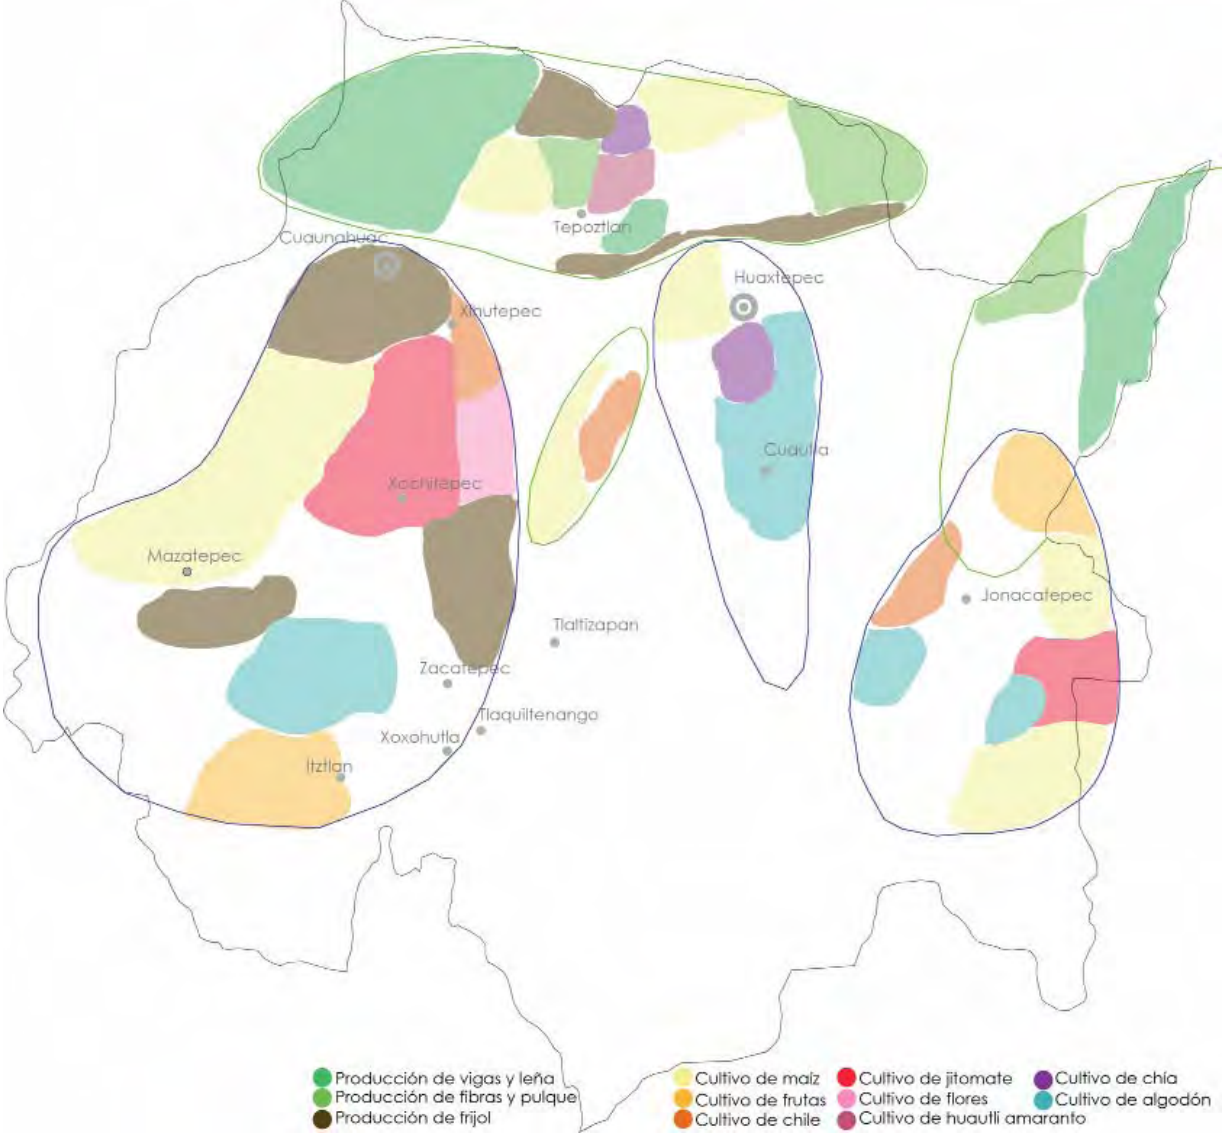 Tepoztlan
Cuaunahuac
Huaxtepec
Xihutepec
Cuautla
Xochitepec
Mazatepec
Jonacatepec
Tlaltizapan
Zacatepec
Tlaquiltenango
Xoxohutla
Itztlan
Producción de vigas y leña
Producción de fibras y pulque
Producción de frijol
Cultivo de maíz
Cultivo de frutas
Cultivo de chile
Cultivo de jitomate
Cultivo de flores
Cultivo de huautli amaranto
Cultivo de chía
Cultivo de algodón